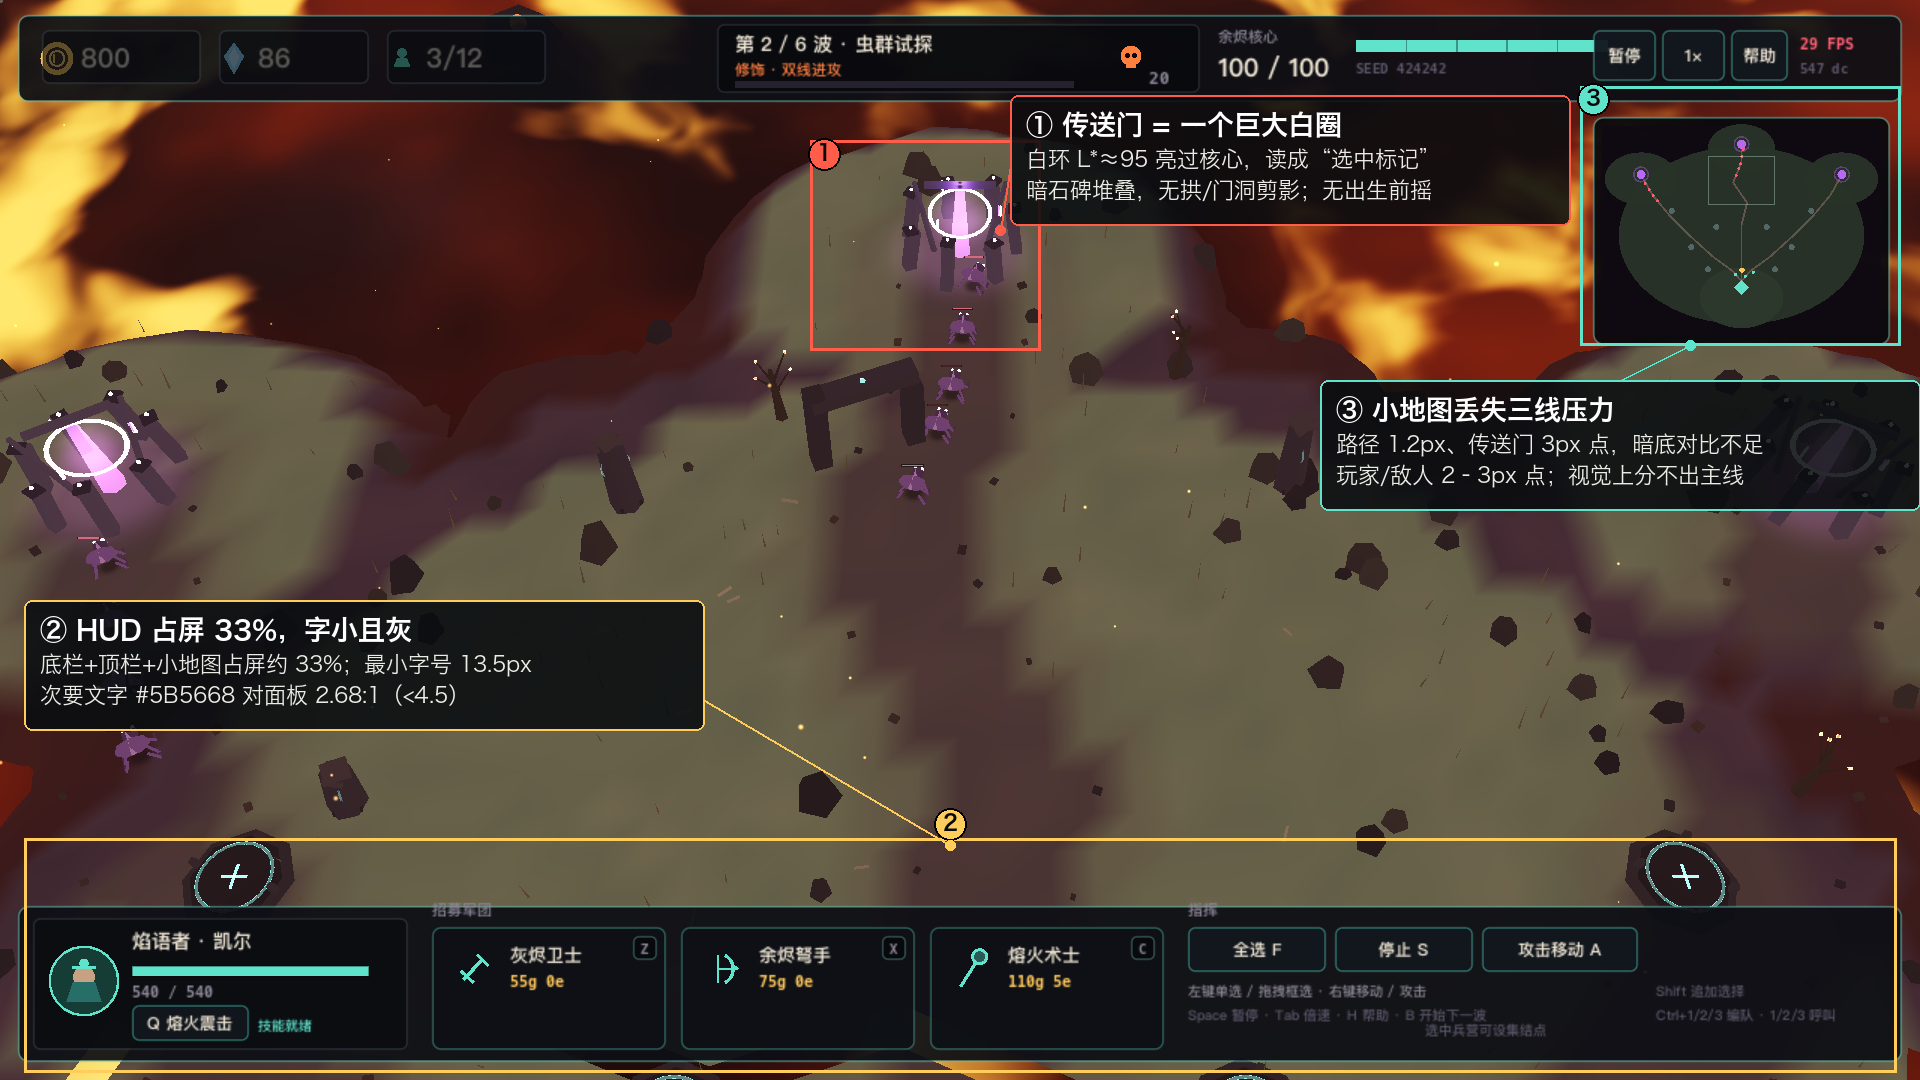 800
86
3/12
第 2 / 6 波 · 虫群试探
修饰 · 双线进攻
20
余烬核心
100 / 100
SEED 424242
暂停
1×
帮助
29 FPS
547 dc
1
① 传送门 = 一个巨大白圈
白环 L*≈95 亮过核心，读成“选中标记”
暗石碑堆叠，无拱/门洞剪影；无出生前摇
3
③ 小地图丢失三线压力
路径 1.2px、传送门 3px 点，暗底对比不足
玩家/敌人 2 - 3px 点；视觉上分不出主线
② HUD 占屏 33%，字小且灰
底栏+顶栏+小地图占屏约 33%；最小字号 13.5px
次要文字 #5B5668 对面板 2.68:1（<4.5）
2
焰语者 · 凯尔
540 / 540
Q 熔火震击
技能就绪
招募军团
灰烬卫士
Z
55g 0e
余烬弩手
X
75g 0e
熔火术士
C
110g 5e
指挥
全选 F
停止 S
攻击移动 A
左键单选 / 拖拽框选 · 右键移动 / 攻击
Shift 追加选择
Space 暂停 · Tab 倍速 · H 帮助 · B 开始下一波
Ctrl+1/2/3 编队 · 1/2/3 呼叫
选中兵营可设集结点